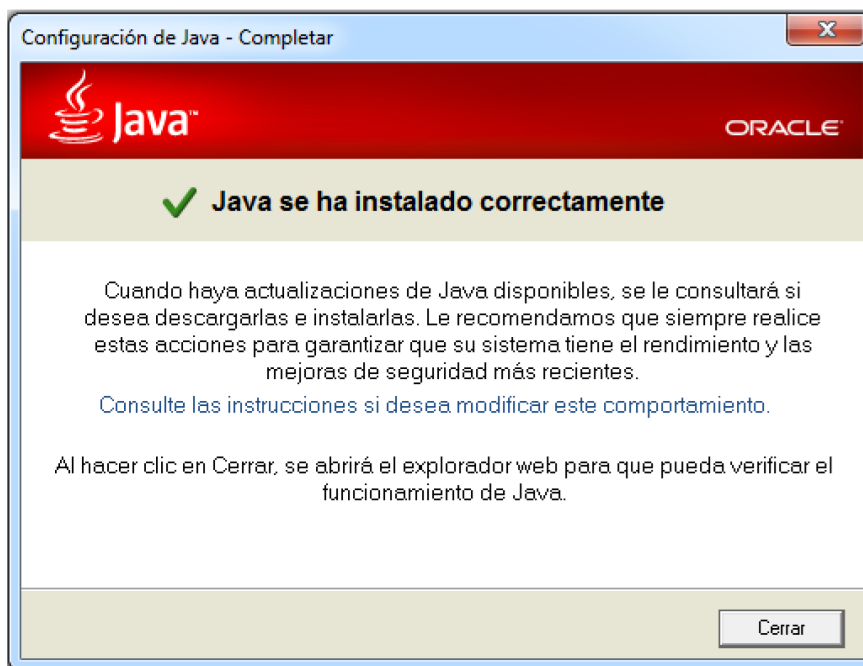 Configuración de Java - Completar
Java™
ORACLE
Java se ha instalado correctamente
Cuando haya actualizaciones de Java disponibles, se le consultará si
desea descargarlas e instalarlas. Le recomendamos que siempre realice
estas acciones para garantizar que su sistema tiene el rendimiento y las
mejoras de seguridad más recientes.
Consulte las instrucciones si desea modificar este comportamiento.
Al hacer clic en Cerrar, se abrirá el explorador web para que pueda verificar el
funcionamiento de Java.
Cerrar